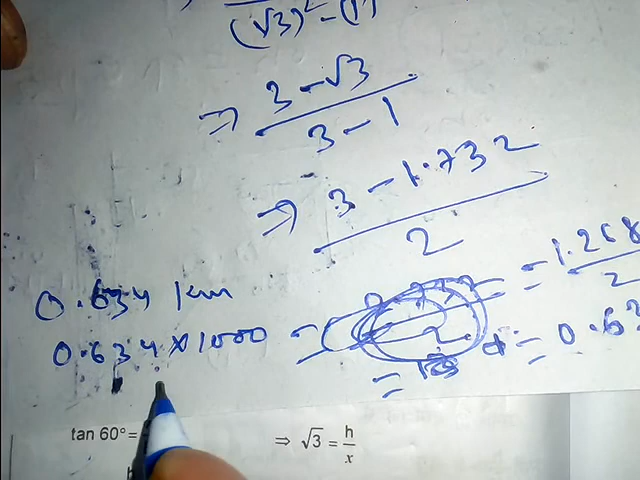 (√3)² - (1)²
⇒ 3 - √3 / 3 - 1
⇒ 3 - 1.732 / 2
= 1.268 / 2
0.634 km
0.634 × 1000
= 0.63
tan 60° =
⇒ √3 = h / x